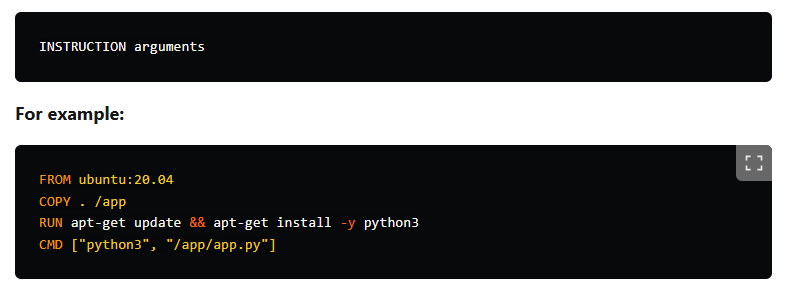 INSTRUCTION arguments
For example:
FROM ubuntu:20.04
COPY . /app
RUN apt-get update && apt-get install -y python3
CMD ["python3", "/app/app.py"]